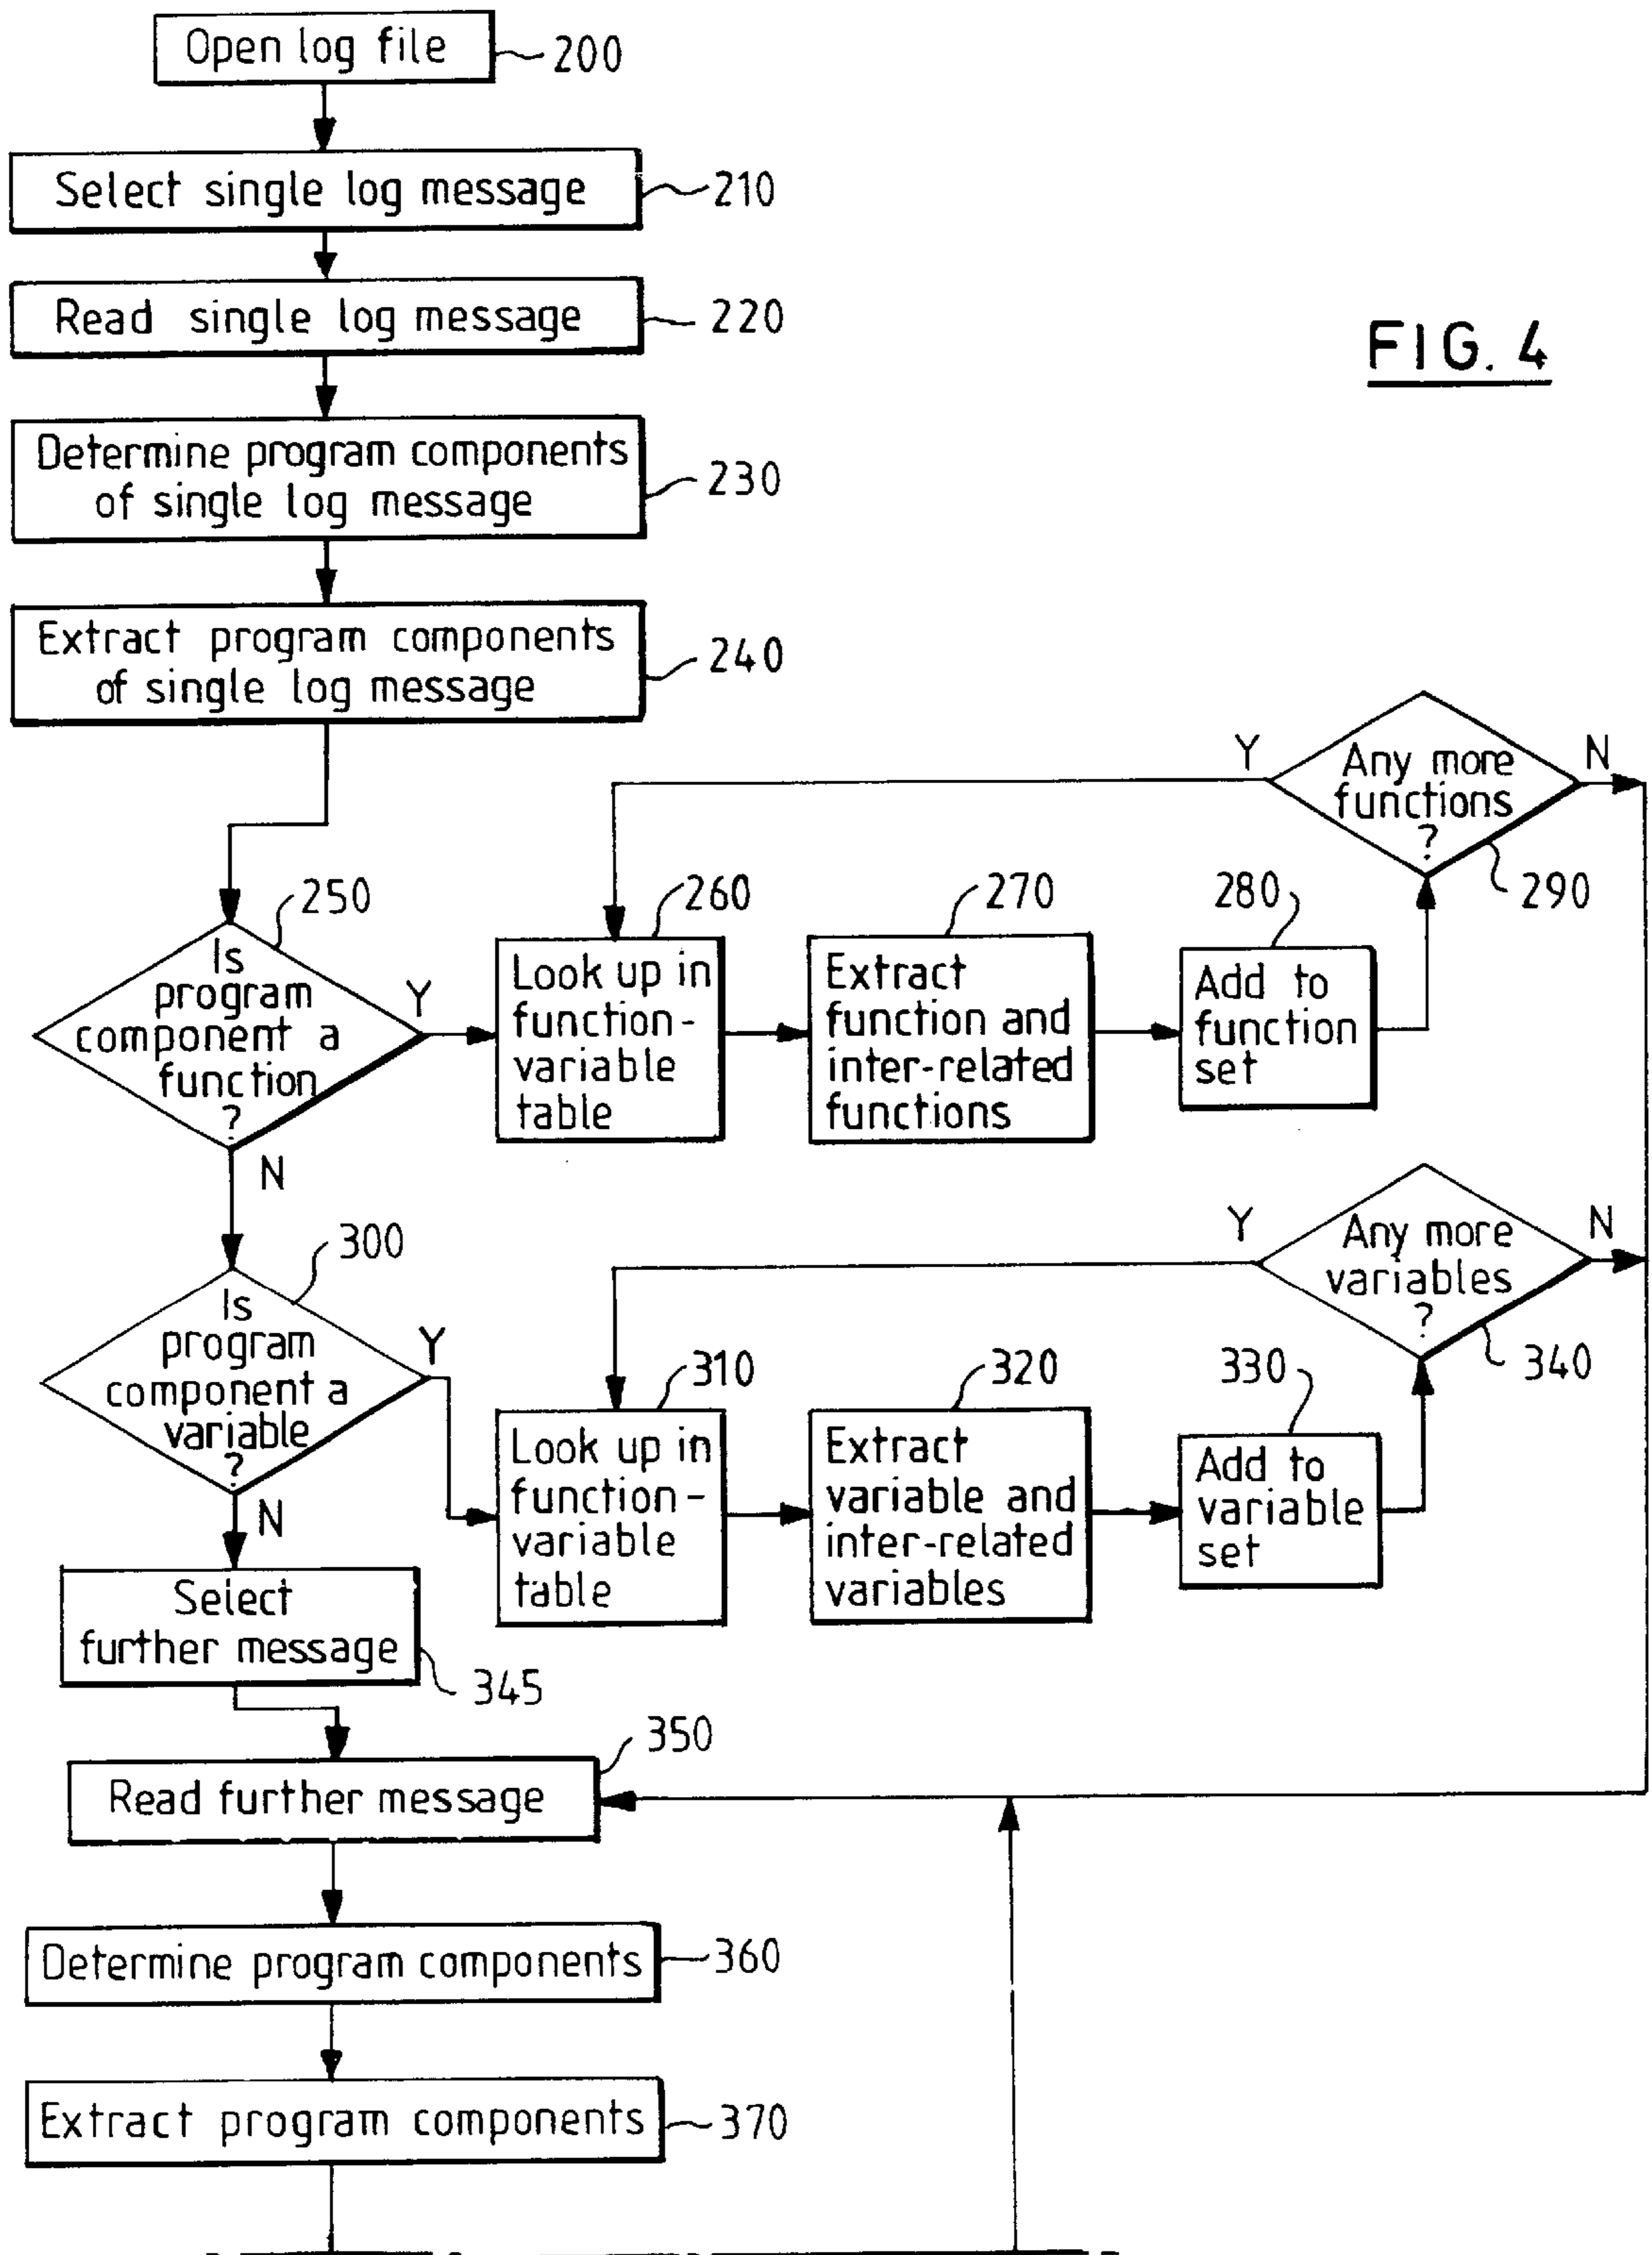 Open log file
200
Select single log message
210
Read single log message
220
FIG. 4
Determine program components
of single log message
230
Extract program components
of single log message
240
Y
Any more
functions
?
N
290
250
Is
program
component a
function
?
Y
N
260
Look up in
function-
variable
table
270
Extract
function and
inter-related
functions
280
Add to
function
set
Y
Any more
variables
?
N
340
300
Is
program
component a
variable
?
Y
N
310
Look up in
function-
variable
table
320
Extract
variable and
inter-related
variables
330
Add to
variable
set
Select
further message
345
350
Read further message
Determine program components
360
Extract program components
370